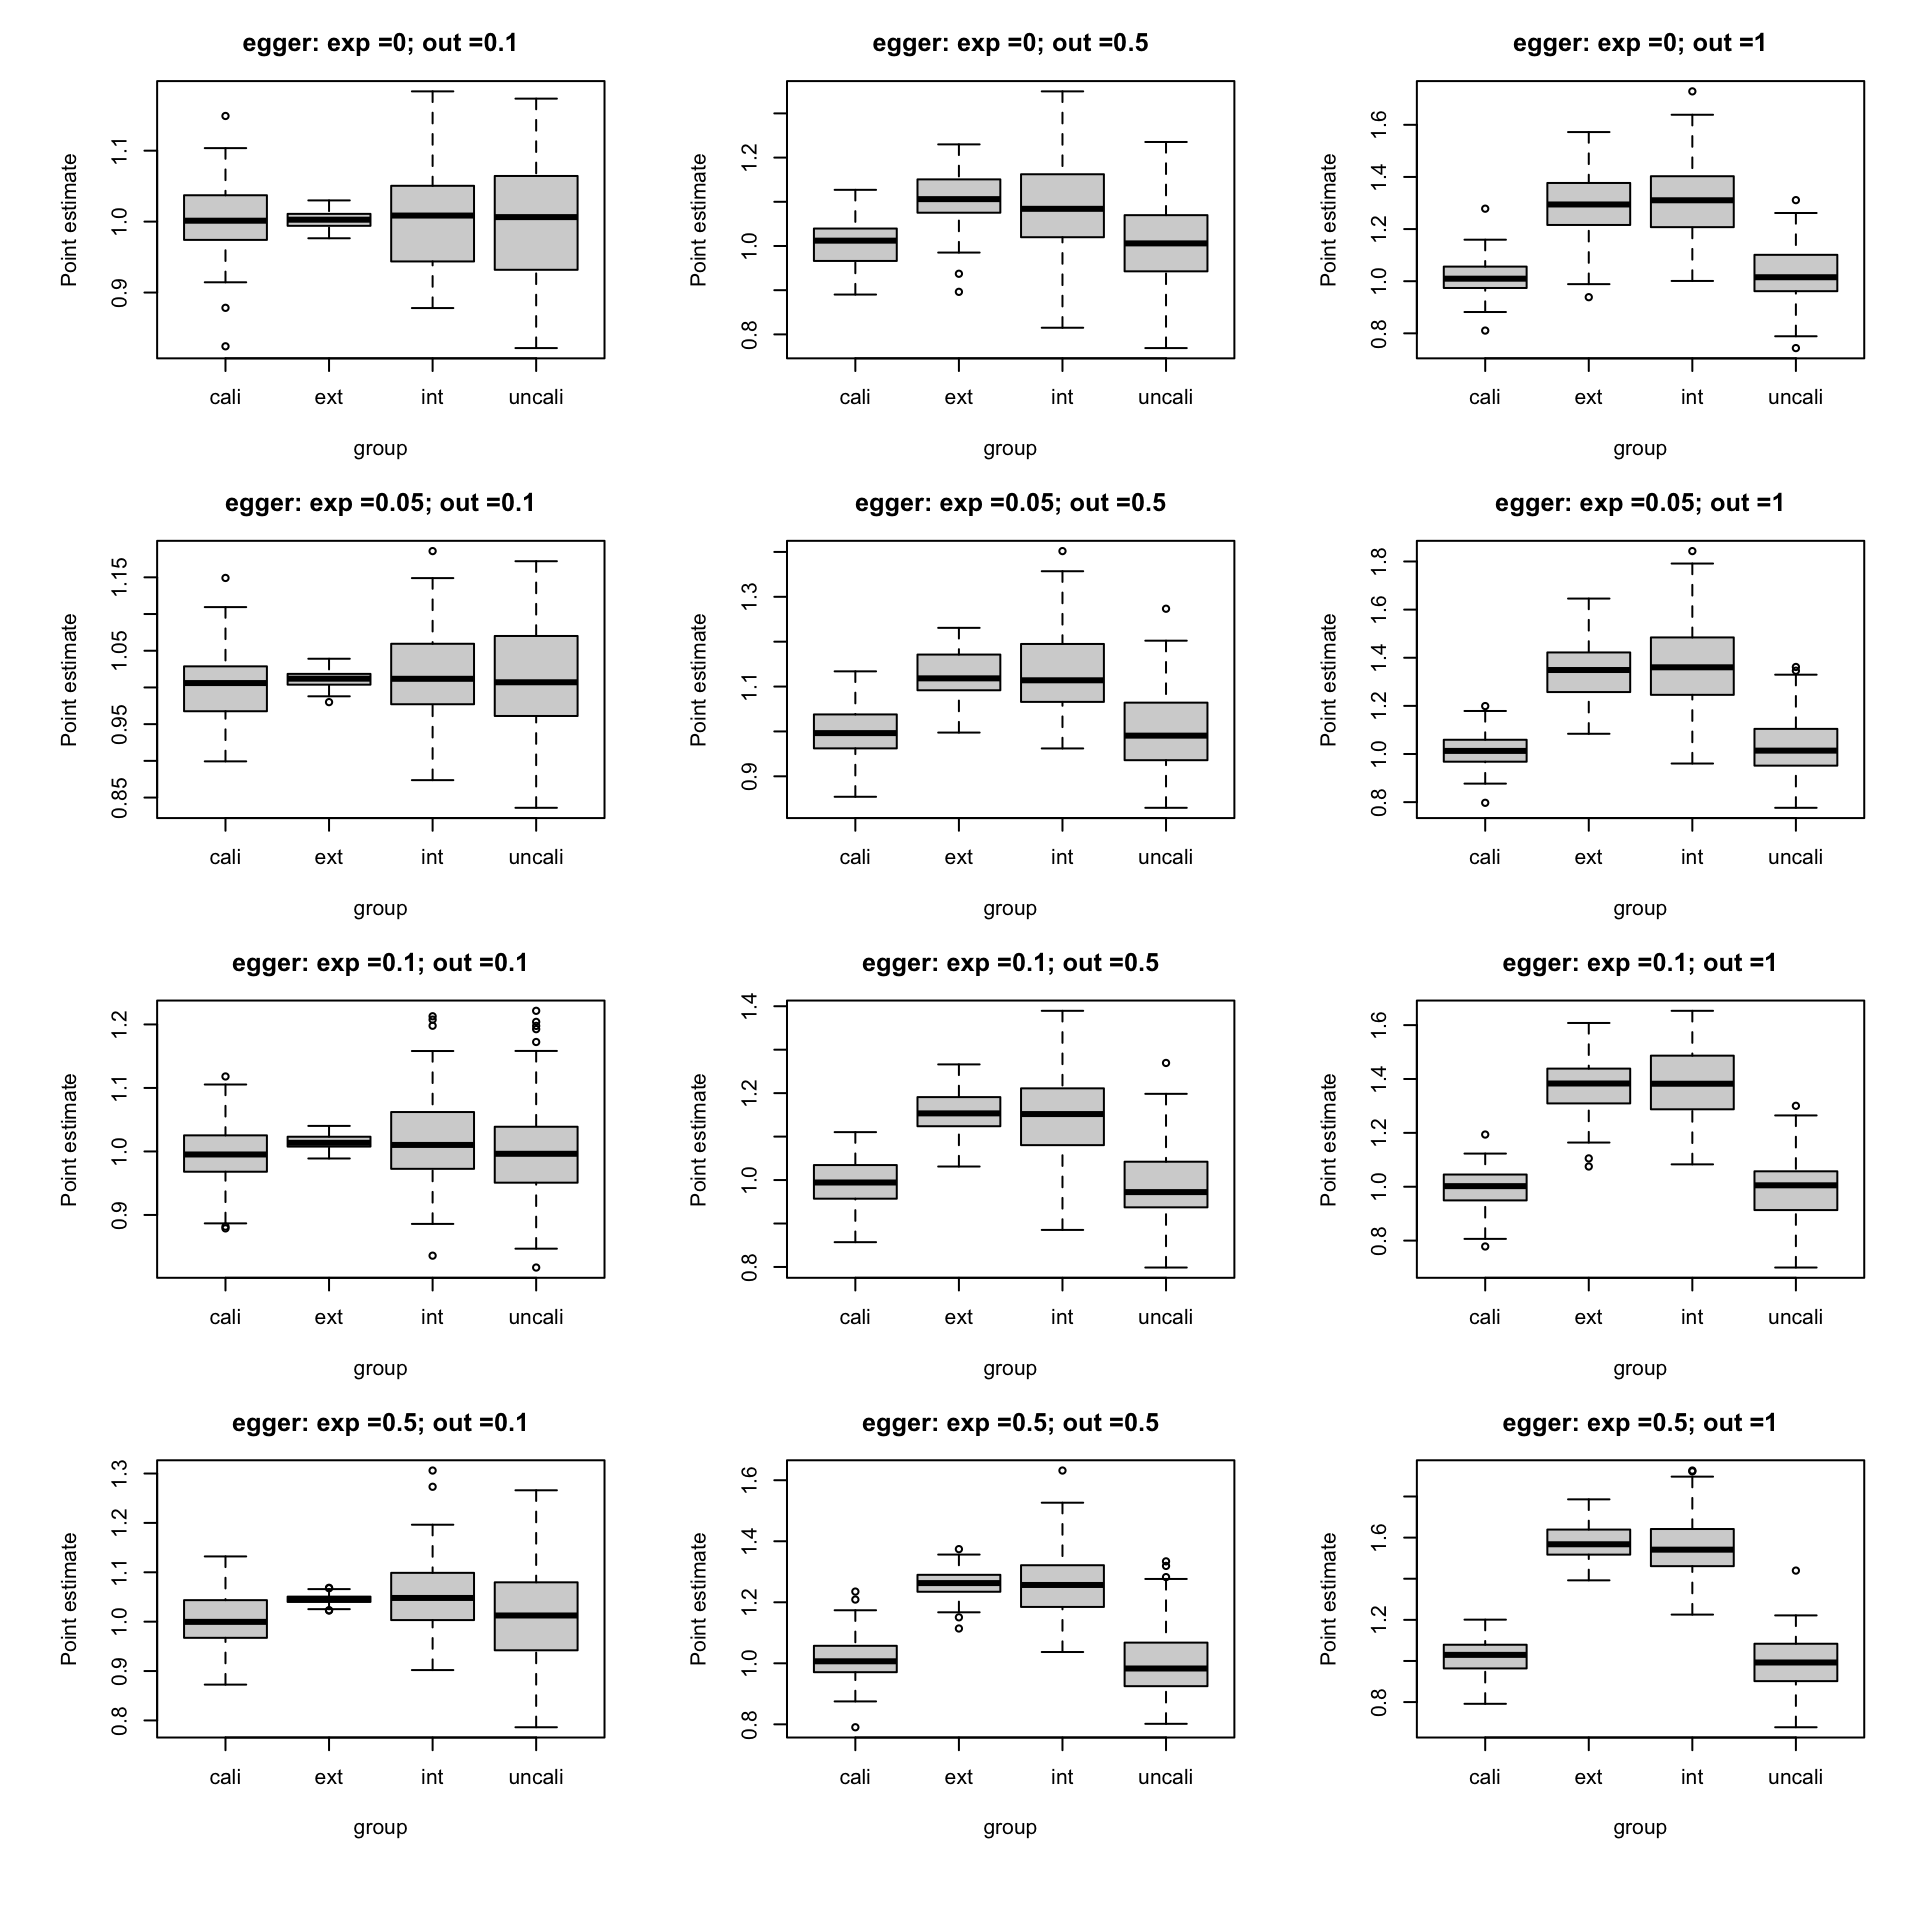 egger: exp =0; out =0.1
Point estimate
0.9 1.0 1.1
cali ext int uncali
group
egger: exp =0; out =0.5
Point estimate
0.8 1.0 1.2
cali ext int uncali
group
egger: exp =0; out =1
Point estimate
0.8 1.0 1.2 1.4 1.6
cali ext int uncali
group
egger: exp =0.05; out =0.1
Point estimate
0.85 0.95 1.05 1.15
cali ext int uncali
group
egger: exp =0.05; out =0.5
Point estimate
0.9 1.1 1.3
cali ext int uncali
group
egger: exp =0.05; out =1
Point estimate
0.8 1.0 1.2 1.4 1.6 1.8
cali ext int uncali
group
egger: exp =0.1; out =0.1
Point estimate
0.9 1.0 1.1 1.2
cali ext int uncali
group
egger: exp =0.1; out =0.5
Point estimate
0.8 1.0 1.2 1.4
cali ext int uncali
group
egger: exp =0.1; out =1
Point estimate
0.8 1.0 1.2 1.4 1.6
cali ext int uncali
group
egger: exp =0.5; out =0.1
Point estimate
0.8 0.9 1.0 1.1 1.2 1.3
cali ext int uncali
group
egger: exp =0.5; out =0.5
Point estimate
0.8 1.0 1.2 1.4 1.6
cali ext int uncali
group
egger: exp =0.5; out =1
Point estimate
0.8 1.2 1.6
cali ext int uncali
group